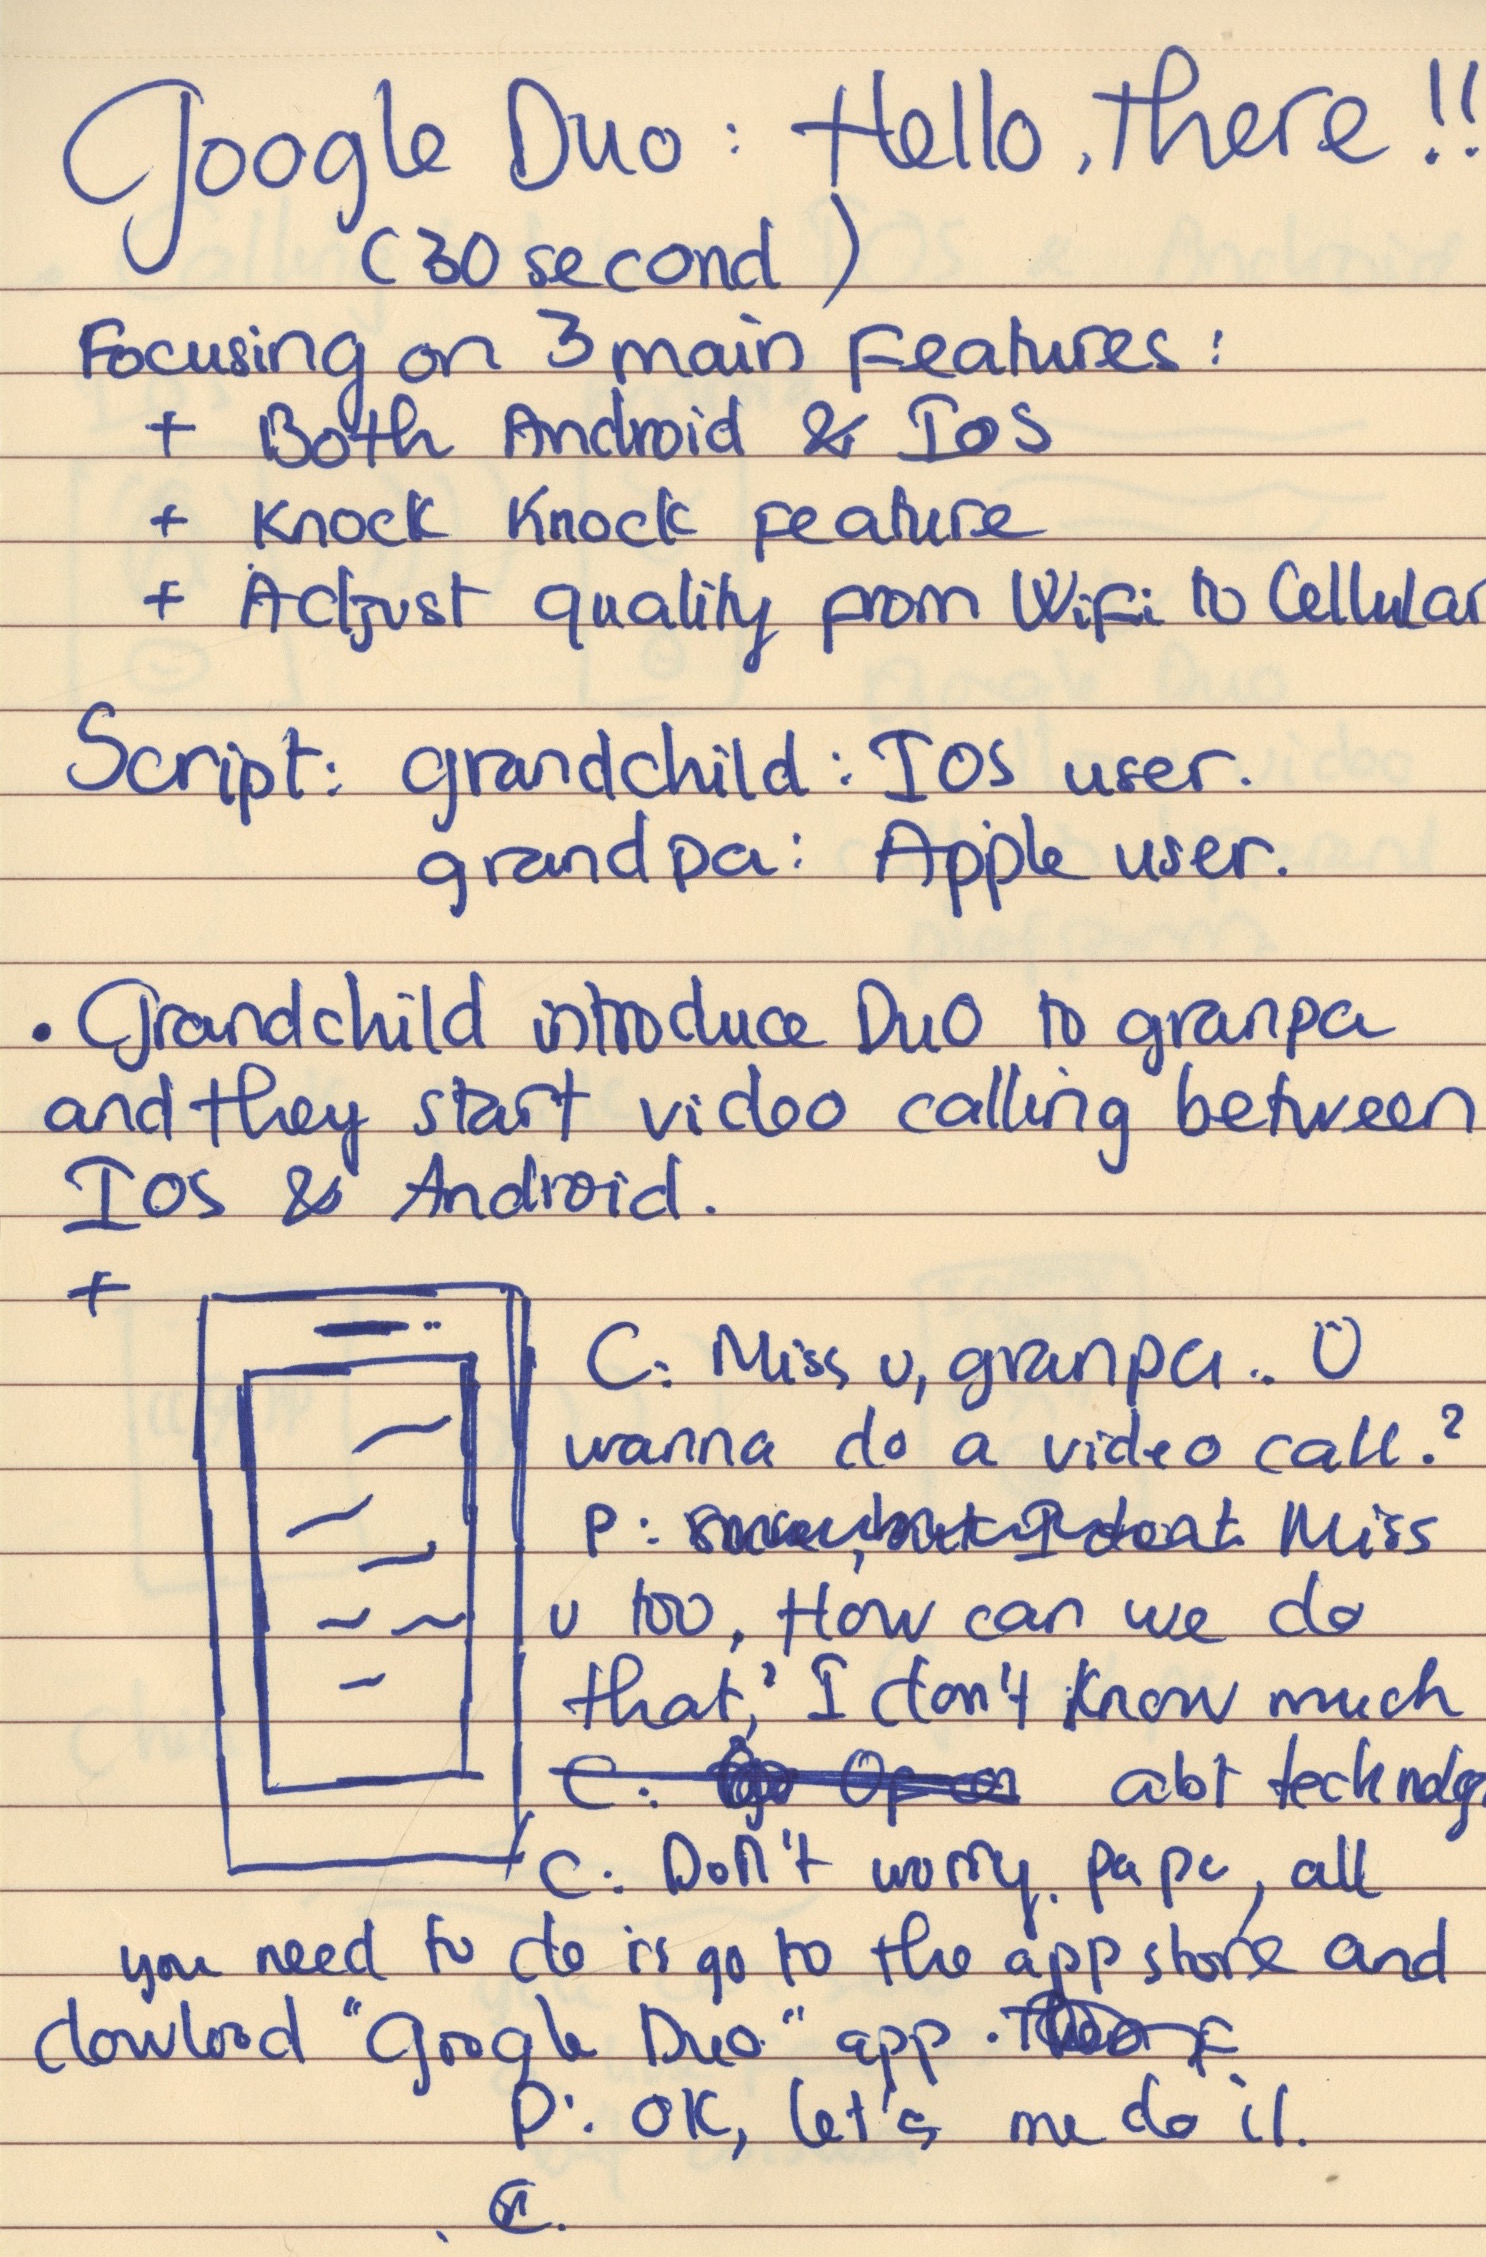 Google Duo : Hello, there !!
( 30 second )
Focusing on 3 main Features :
+ Both Android & IOS
+ Knock Knock feature
+ Adjust quality from Wifi to Cellular
Script: grandchild : IOS user.
grandpa : Apple user.
• Grandchild introduce Duo to granpa
and they start video calling between
IOS & Android.
+
C: Miss u, granpa.. U
wanna do a video call.?
P: Miss
u too, How can we do
that,? I don't know much
C: Op on abt
C: Don't worry. papa, all
you need to do is go to the app store and
dowload "Google Duo" app.
P: OK, let's me do it.
C.